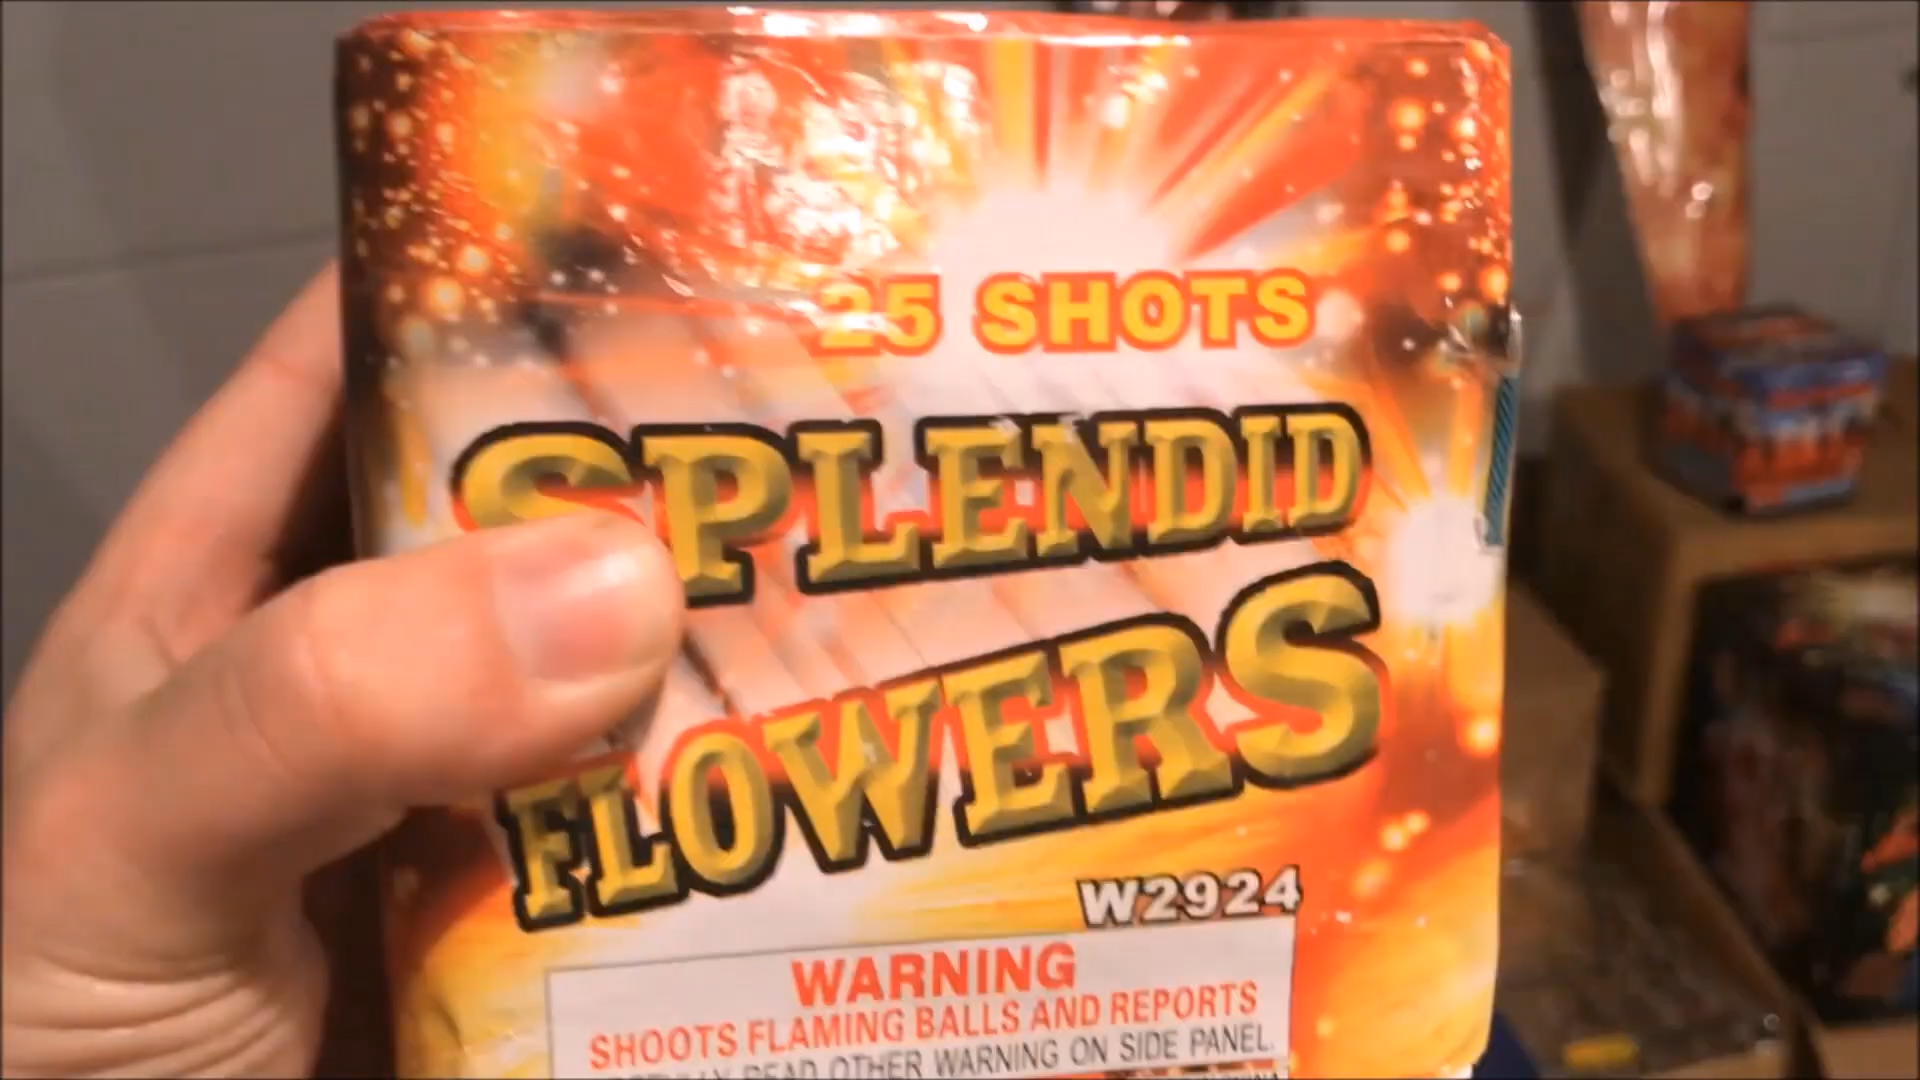 25 SHOTS
SPLENDID
FLOWERS
W2924
WARNING
SHOOTS FLAMING BALLS AND REPORTS
READ OTHER WARNING ON SIDE PANEL.